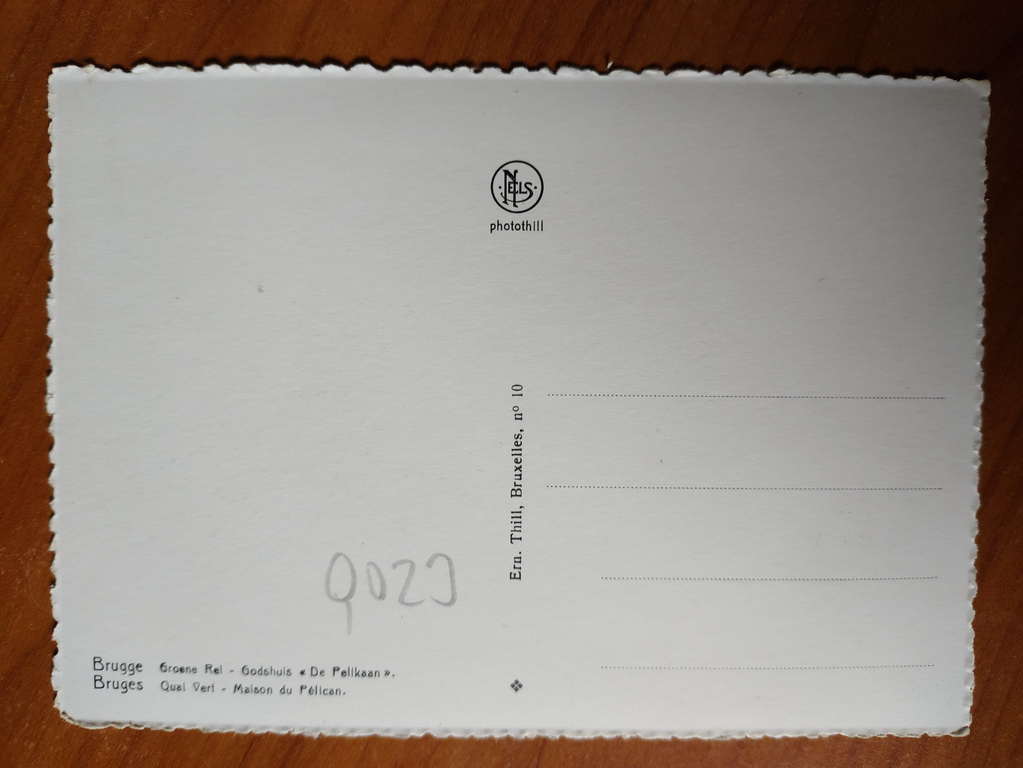 NELS
photothill
Ern. Thill, Bruxelles, nº 10
Brugge Groene Rei - Godshuis « De Pelikaan ».
Bruges Quai Vert - Maison du Pélican.